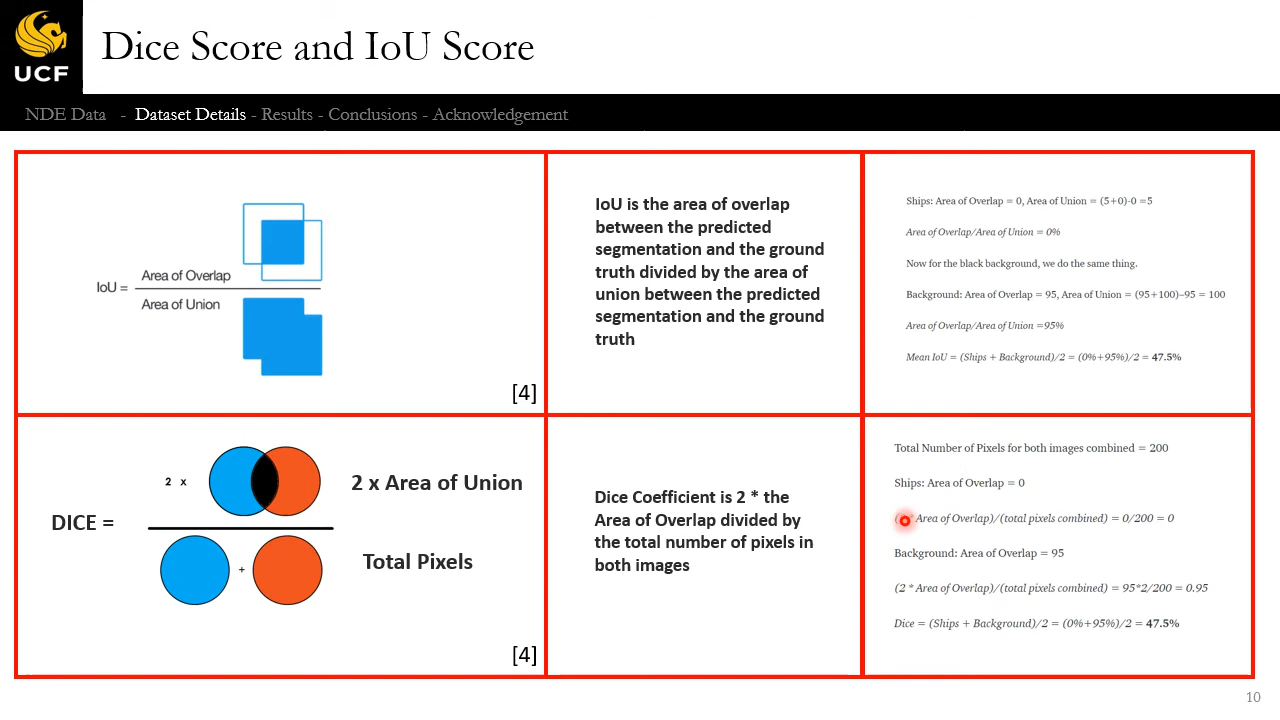 UCF
Dice Score and IoU Score
NDE Data - Dataset Details - Results - Conclusions - Acknowledgement
IoU =
Area of Overlap
Area of Union
[4]
IoU is the area of overlap
between the predicted
segmentation and the ground
truth divided by the area of
union between the predicted
segmentation and the ground
truth
Ships: Area of Overlap = 0, Area of Union = (5+0)-0 =5
Area of Overlap/Area of Union = 0%
Now for the black background, we do the same thing.
Background: Area of Overlap = 95, Area of Union = (95+100)–95 = 100
Area of Overlap/Area of Union =95%
Mean IoU = (Ships + Background)/2 = (0%+95%)/2 = 47.5%
DICE =
2 x
2 x Area of Union
+
Total Pixels
[4]
Dice Coefficient is 2 * the
Area of Overlap divided by
the total number of pixels in
both images
Total Number of Pixels for both images combined = 200
Ships: Area of Overlap = 0
( Area of Overlap)/(total pixels combined) = 0/200 = 0
Background: Area of Overlap = 95
(2 * Area of Overlap)/(total pixels combined) = 95*2/200 = 0.95
Dice = (Ships + Background)/2 = (0%+95%)/2 = 47.5%
10